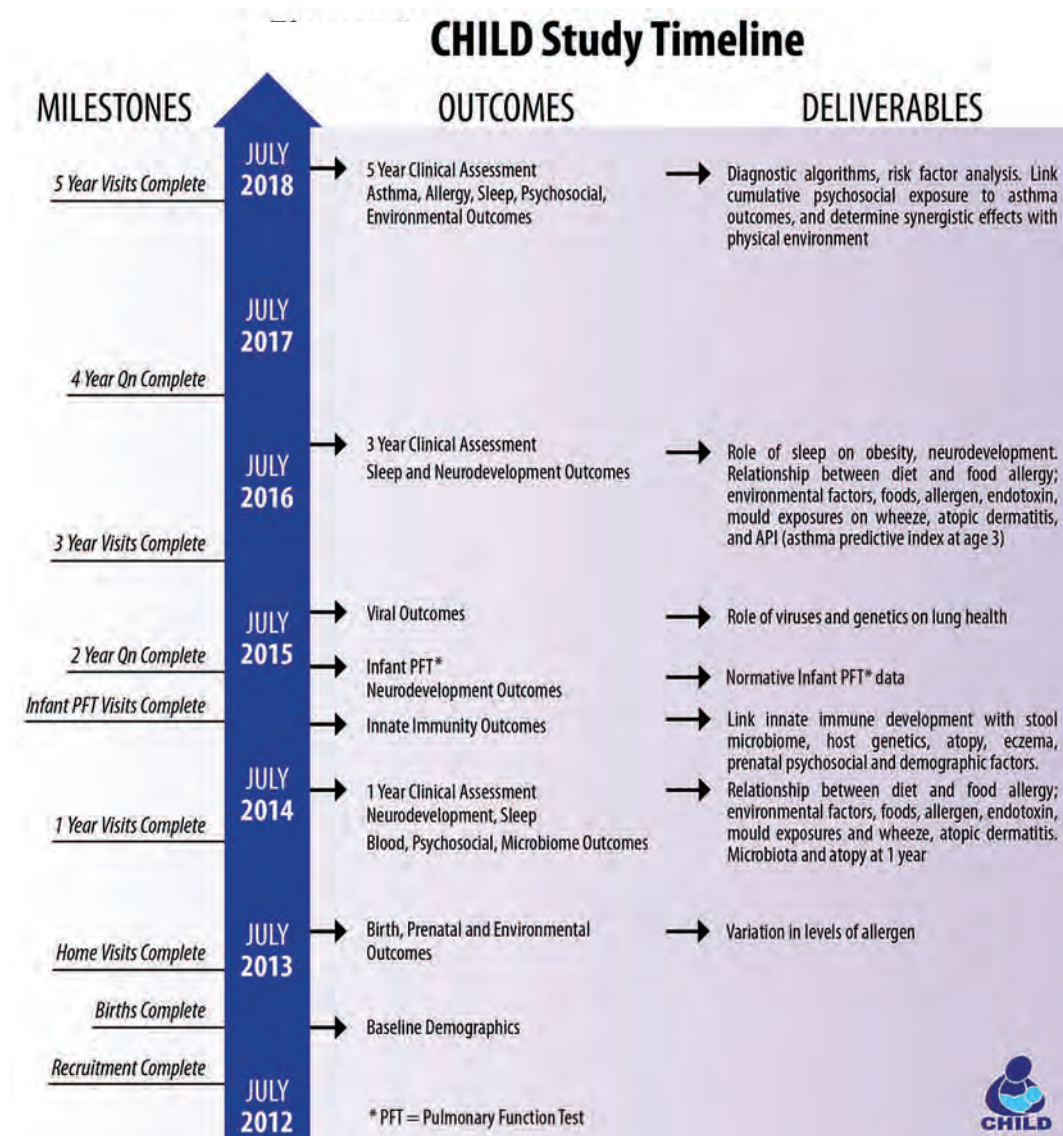 CHILD Study Timeline
MILESTONES
OUTCOMES
DELIVERABLES
JULY
2018
5 Year Visits Complete
5 Year Clinical Assessment
Asthma, Allergy, Sleep, Psychosocial,
Environmental Outcomes
Diagnostic algorithms, risk factor analysis. Link
cumulative psychosocial exposure to asthma
outcomes, and determine synergistic effects with
physical environment
JULY
2017
4 Year Qn Complete
3 Year Clinical Assessment
Sleep and Neurodevelopment Outcomes
Role of sleep on obesity, neurodevelopment.
Relationship between diet and food allergy;
environmental factors, foods, allergen, endotoxin,
mould exposures on wheeze, atopic dermatitis,
and API (asthma predictive index at age 3)
JULY
2016
3 Year Visits Complete
Viral Outcomes
Role of viruses and genetics on lung health
JULY
2015
2 Year Qn Complete
Infant PFT*
Neurodevelopment Outcomes
Normative Infant PFT* data
Infant PFT Visits Complete
Innate Immunity Outcomes
Link innate immune development with stool
microbiome, host genetics, atopy, eczema,
prenatal psychosocial and demographic factors.
JULY
2014
1 Year Visits Complete
1 Year Clinical Assessment
Neurodevelopment, Sleep
Blood, Psychosocial, Microbiome Outcomes
Relationship between diet and food allergy;
environmental factors, foods, allergen, endotoxin,
mould exposures and wheeze, atopic dermatitis.
Microbiota and atopy at 1 year
JULY
2013
Home Visits Complete
Birth, Prenatal and Environmental
Outcomes
Variation in levels of allergen
Births Complete
Baseline Demographics
Recruitment Complete
JULY
2012
* PFT = Pulmonary Function Test
CHILD